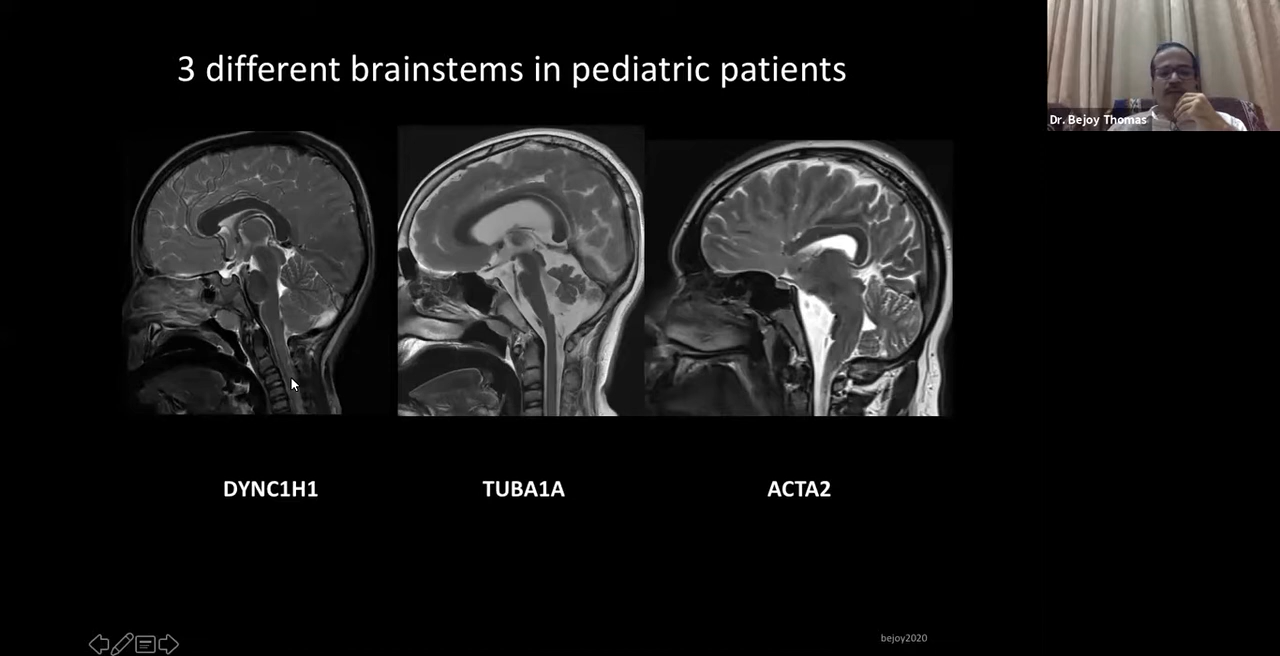 3 different brainstems in pediatric patients
Dr. Bejoy Thomas
DYNC1H1
TUBA1A
ACTA2
bejoy2020